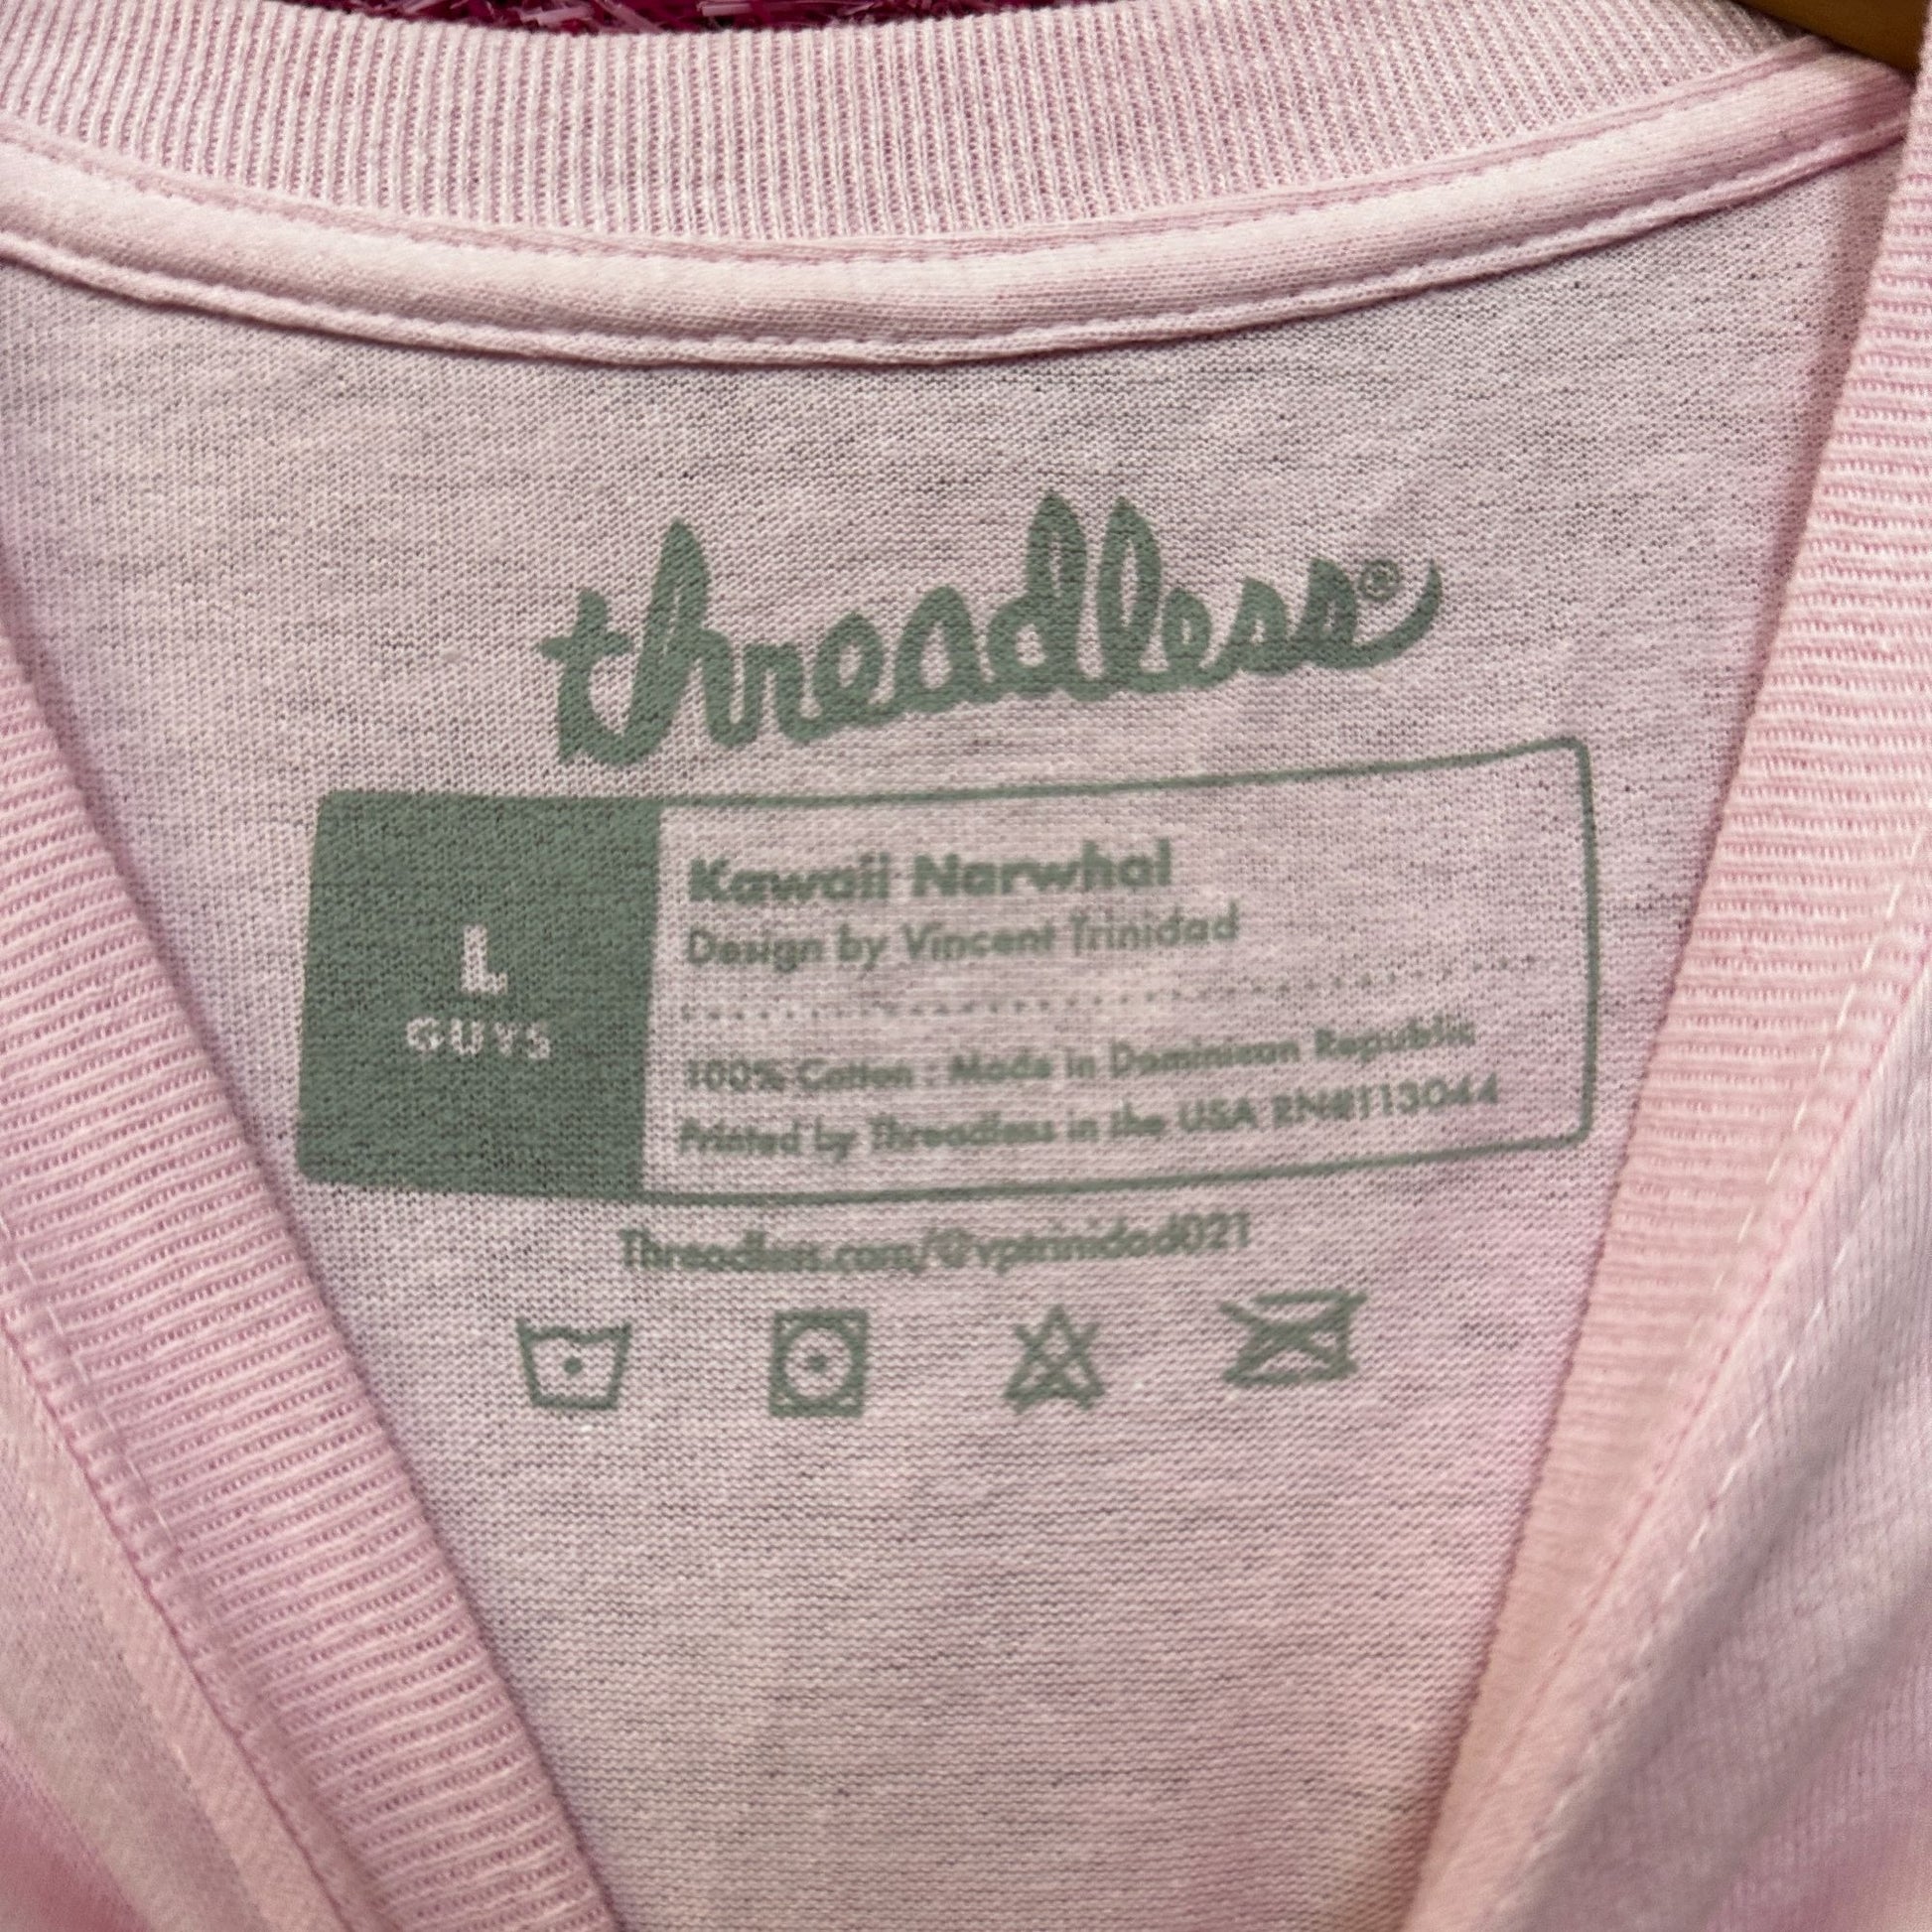 threadless®
L
GUYS
Kawaii Narwhal
Design by Vincent Trinidad
100% Cotton : Made in Dominican Republic
Printed by Threadless in the USA RN#113044
Threadless.com/@vptrinidad021